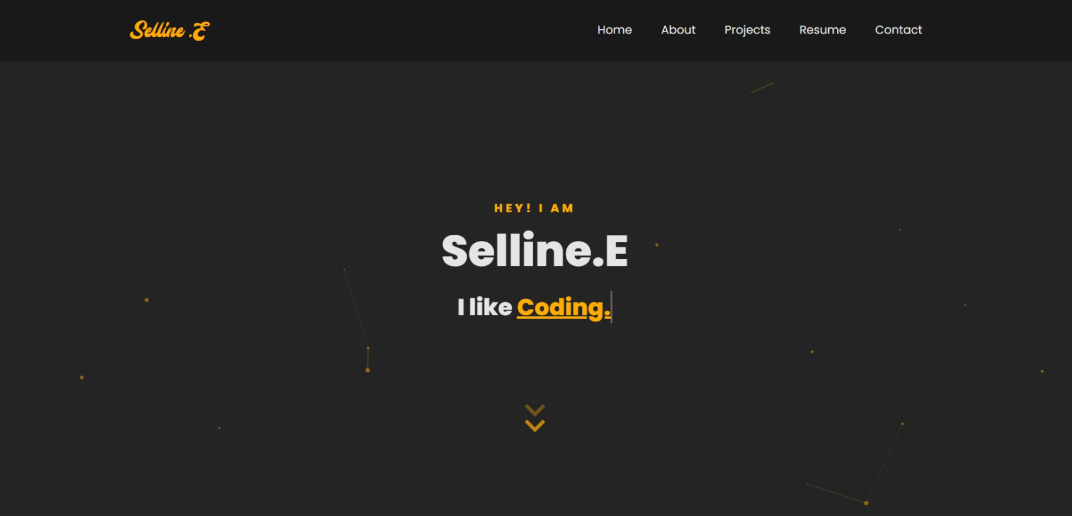 Selline .E
Home About Projects Resume Contact
HEY! I AM
Selline.E
I like Coding.